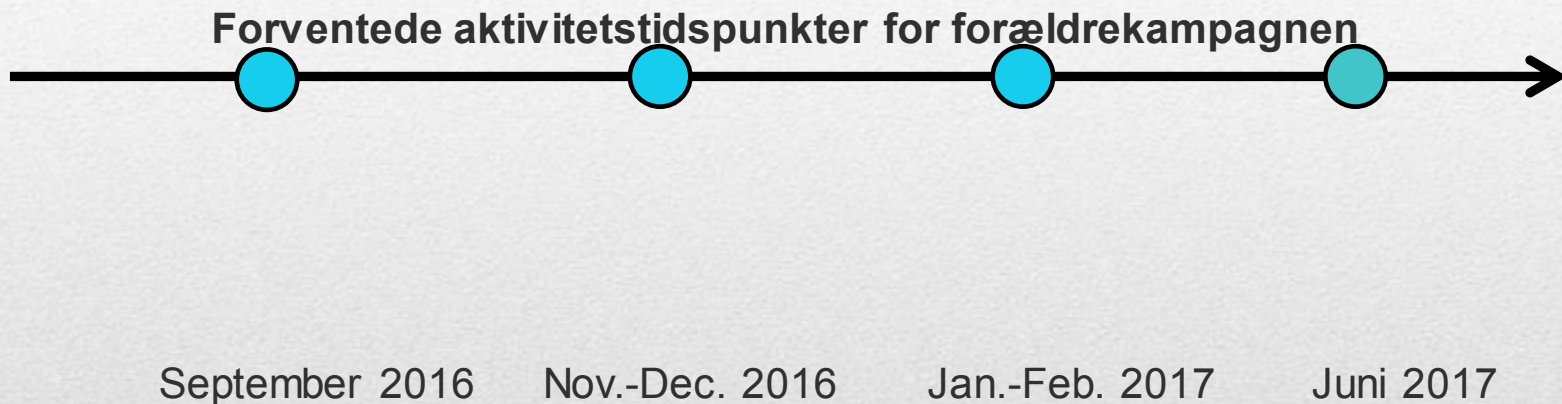 Forventede aktivitetstidspunkter for forældrekampagnen
September 2016 Nov.-Dec. 2016 Jan.-Feb. 2017 Juni 2017